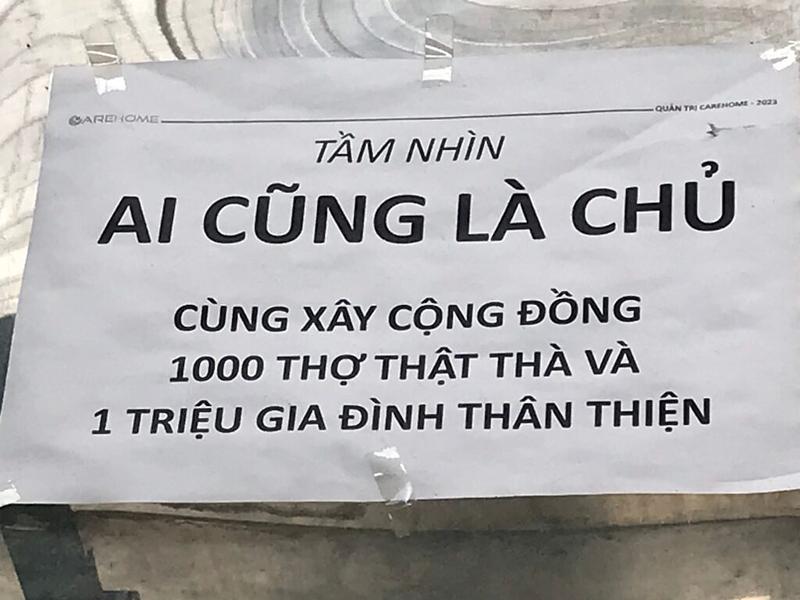 CAREHOME
QUẢN TRỊ CAREHOME - 2023
TẦM NHÌN
AI CŨNG LÀ CHỦ
CÙNG XÂY CỘNG ĐỒNG
1000 THỢ THẬT THÀ VÀ
1 TRIỆU GIA ĐÌNH THÂN THIỆN